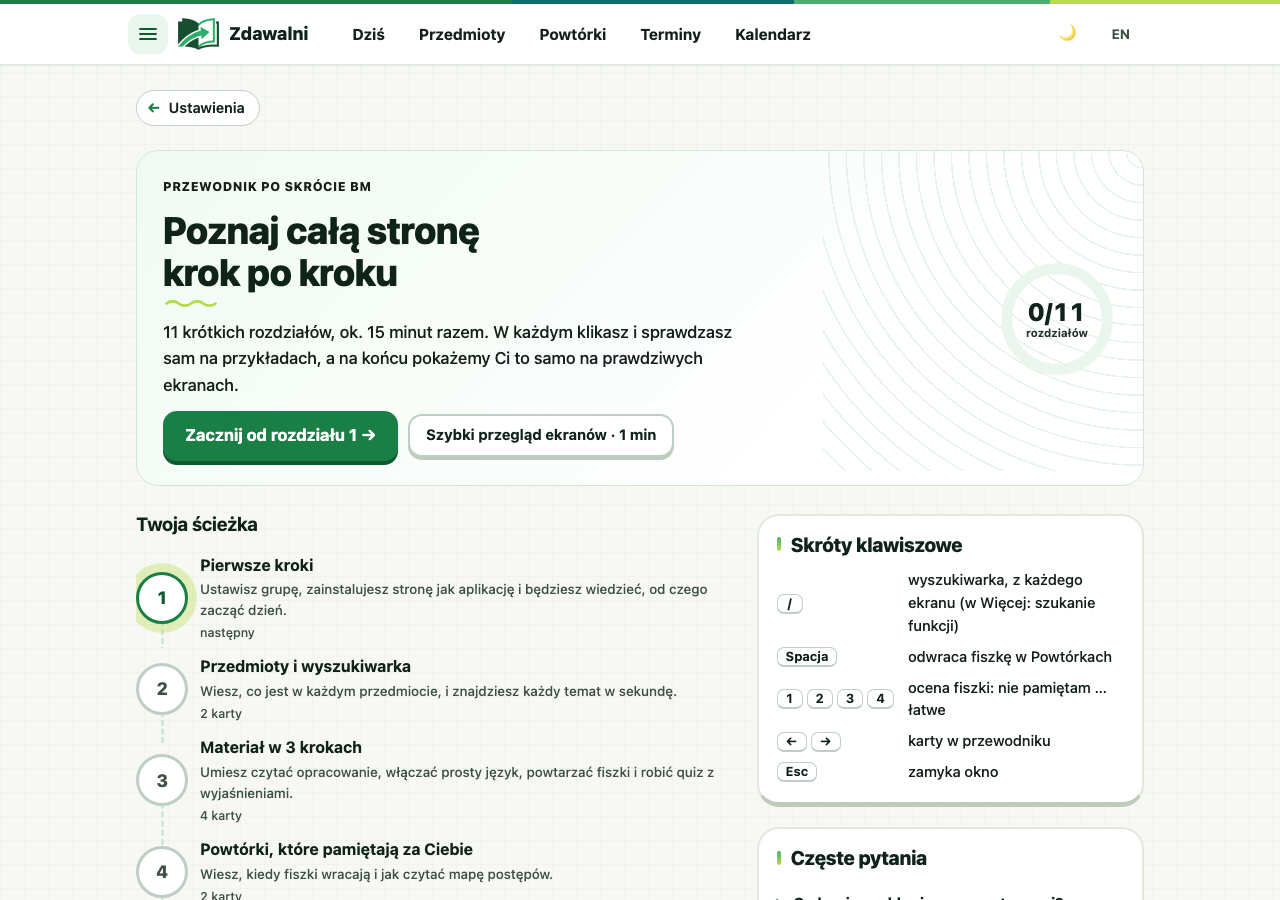 Zdawalni
Dziś
Przedmioty
Powtórki
Terminy
Kalendarz
EN
← Ustawienia
PRZEWODNIK PO SKRÓCIE BM
Poznaj całą stronę
krok po kroku
11 krótkich rozdziałów, ok. 15 minut razem. W każdym klikasz i sprawdzasz
sam na przykładach, a na końcu pokażemy Ci to samo na prawdziwych
ekranach.
Zacznij od rozdziału 1 →
Szybki przegląd ekranów · 1 min
0/11
rozdziałów
Twoja ścieżka
1
Pierwsze kroki
Ustawisz grupę, zainstalujesz stronę jak aplikację i będziesz wiedzieć, od czego
zacząć dzień.
następny
2
Przedmioty i wyszukiwarka
Wiesz, co jest w każdym przedmiocie, i znajdziesz każdy temat w sekundę.
2 karty
3
Materiał w 3 krokach
Umiesz czytać opracowanie, włączać prosty język, powtarzać fiszki i robić quiz z
wyjaśnieniami.
4 karty
4
Powtórki, które pamiętają za Ciebie
Wiesz, kiedy fiszki wracają i jak czytać mapę postępów.
2 karty
Skróty klawiszowe
/
wyszukiwarka, z każdego
ekranu (w Więcej: szukanie
funkcji)
Spacja
odwraca fiszkę w Powtórkach
1 2 3 4
ocena fiszki: nie pamiętam ...
łatwe
← →
karty w przewodniku
Esc
zamyka okno
Częste pytania